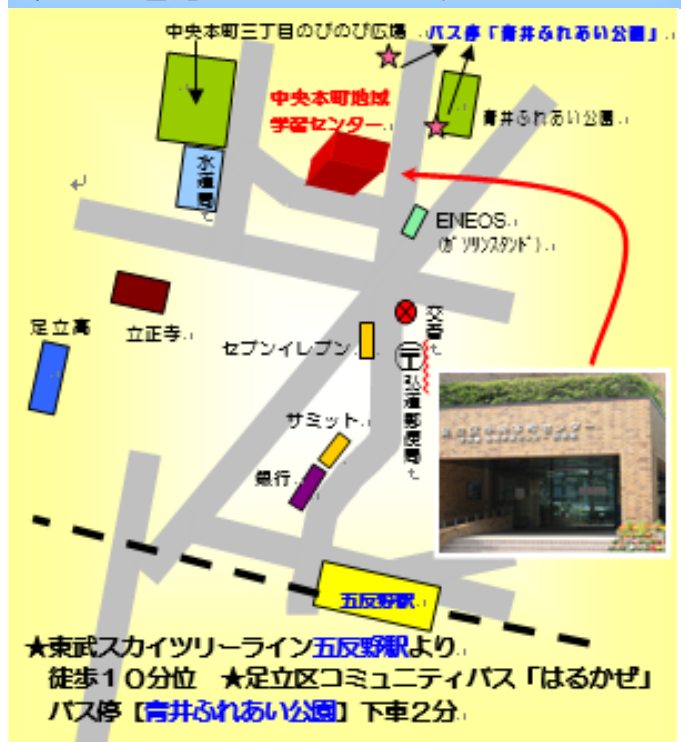 中央本町三丁目のびのび広場
バス停「青井ふれあい公園」
中央本町地域
学習センター
青井ふれあい公園
水道局
ENEOS
(ガソリンスタンド)
交番
足立高
立正寺
セブンイレブン
弘道郵便局
サミット
銀行
五反野駅
★東武スカイツリーライン五反野駅より
徒歩10分位 ★足立区コミュニティバス「はるかぜ」
バス停【青井ふれあい公園】下車2分